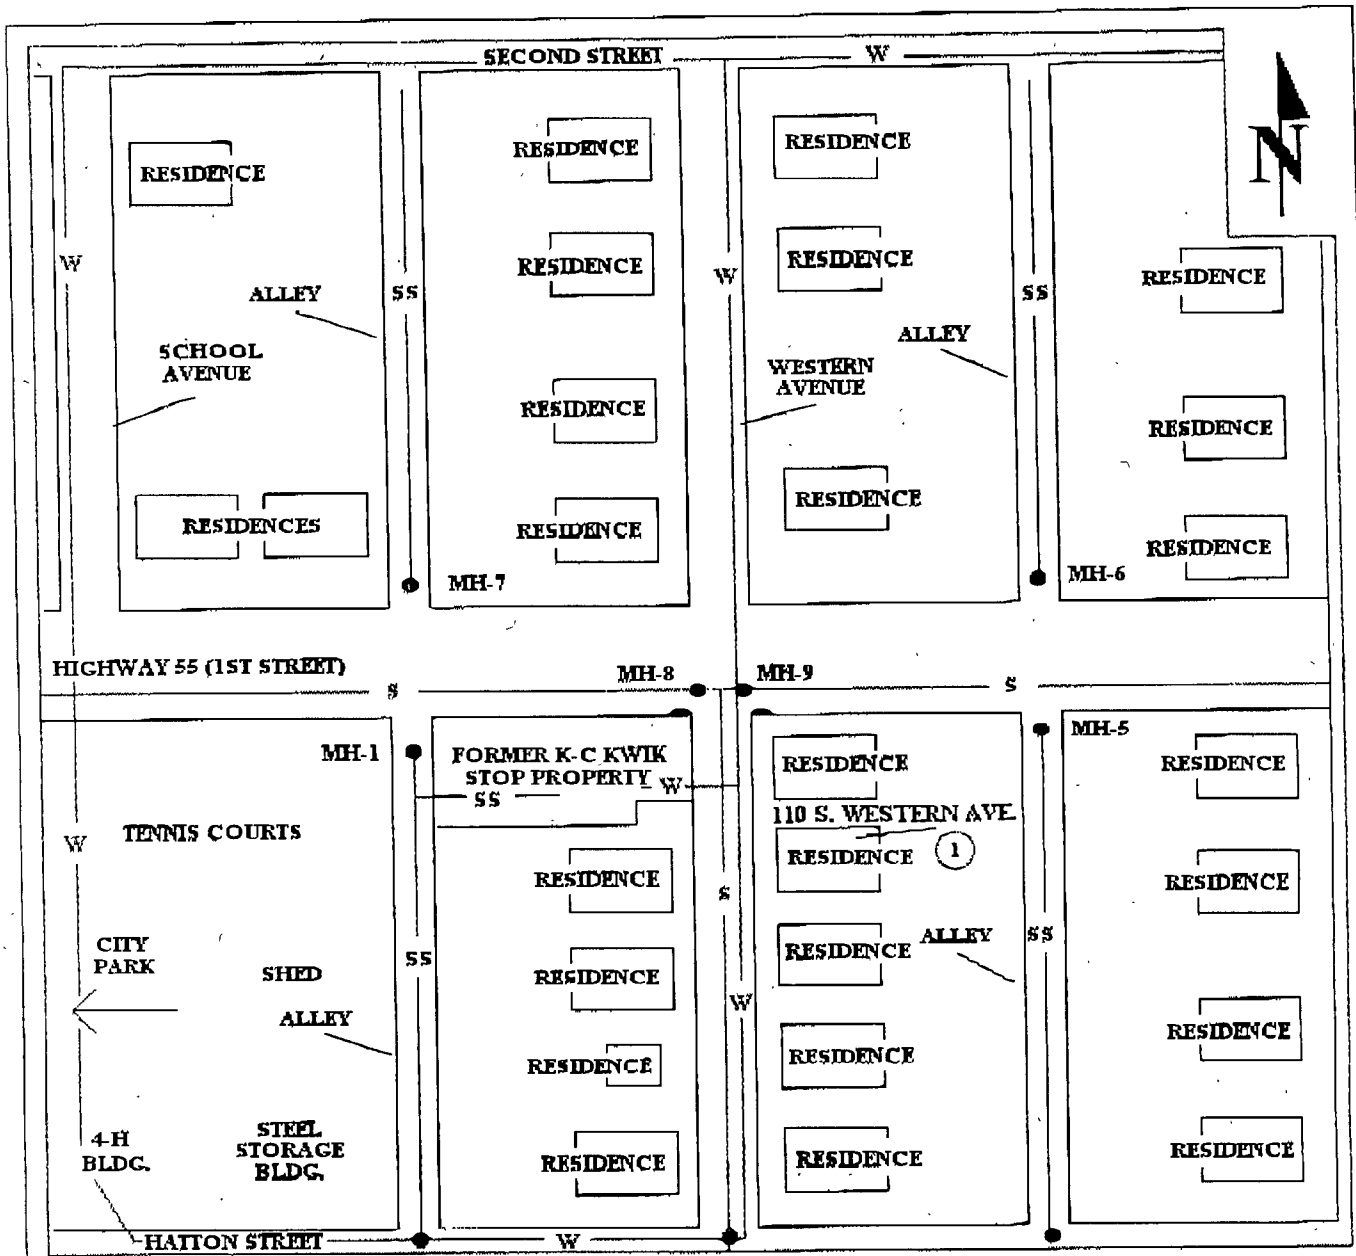 SECOND STREET
W
N
RESIDENCE
RESIDENCE
RESIDENCE
W
RESIDENCE
W
RESIDENCE
RESIDENCE
ALLEY
SS
SS
ALLEY
SCHOOL
AVENUE
WESTERN
AVENUE
RESIDENCE
RESIDENCE
RESIDENCES
RESIDENCE
RESIDENCE
RESIDENCE
MH-7
MH-6
HIGHWAY 55 (1ST STREET)
S
MH-8
MH-9
S
MH-1
FORMER K-C KWIK
STOP PROPERTY
W
SS
MH-5
RESIDENCE
RESIDENCE
110 S. WESTERN AVE.
RESIDENCE
1
TENNIS COURTS
W
RESIDENCE
S
RESIDENCE
CITY
PARK
SHED
SS
RESIDENCE
RESIDENCE
ALLEY
SS
ALLEY
W
RESIDENCE
RESIDENCE
RESIDENCE
4-H
BLDG.
STEEL
STORAGE
BLDG.
RESIDENCE
RESIDENCE
RESIDENCE
HATTON STREET
W